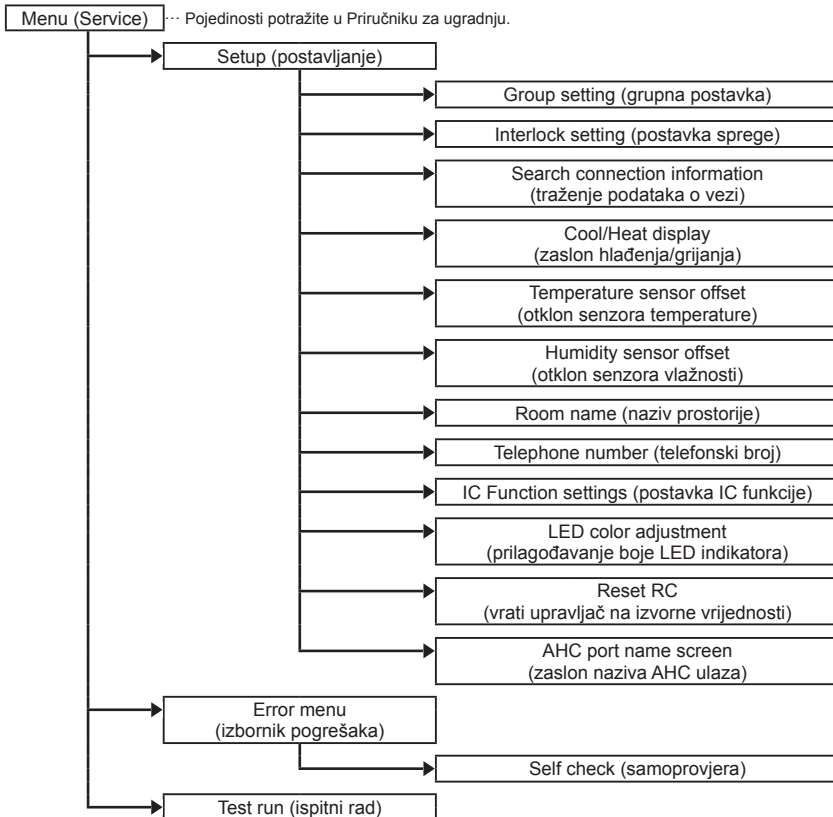 Menu (Service) ··· Pojedinosti potražite u Priručniku za ugradnju.
Setup (postavljanje)
Group setting (grupna postavka)
Interlock setting (postavka sprege)
Search connection information
(traženje podataka o vezi)
Cool/Heat display
(zaslon hlađenja/grijanja)
Temperature sensor offset
(otklon senzora temperature)
Humidity sensor offset
(otklon senzora vlažnosti)
Room name (naziv prostorije)
Telephone number (telefonski broj)
IC Function settings (postavka IC funkcije)
LED color adjustment
(prilagođavanje boje LED indikatora)
Reset RC
(vrati upravljač na izvorne vrijednosti)
AHC port name screen
(zaslon naziva AHC ulaza)
Error menu
(izbornik pogrešaka)
Self check (samoprovjera)
Test run (ispitni rad)